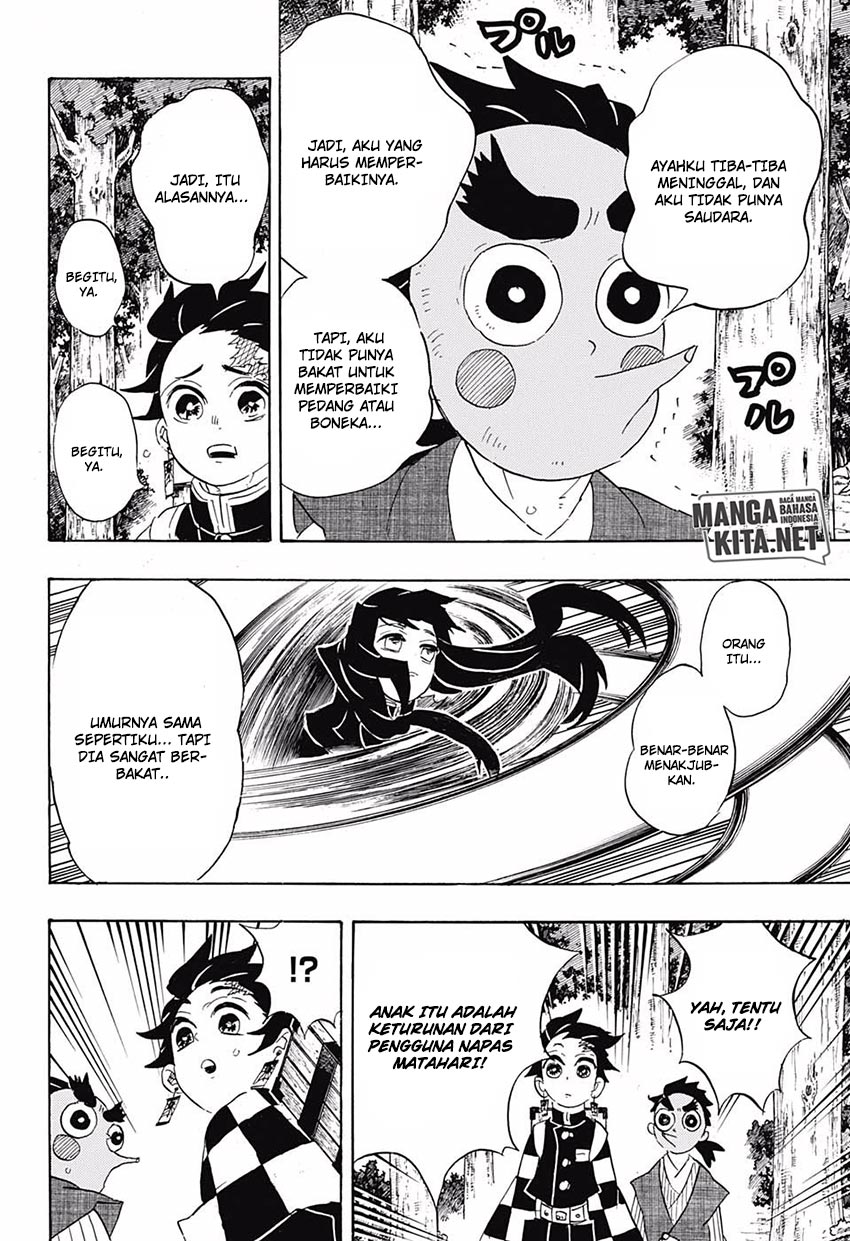 プル
AYAHKU TIBA-TIBA
MENINGGAL, DAN
AKU TIDAK PUNYA
SAUDARA.
JADI, AKU YANG
HARUS MEMPER-
BAIKINYA.
TAPI, AKU
TIDAK PUNYA
BAKAT UNTUK
MEMPERBAIKI
PEDANG ATAU
BONEKA...
プル
JADI, ITU
ALASANNYA...
BEGITU,
YA.
BEGITU,
YA.
MANGA
KITA.NET
BACA MANGA
BAHASA
INDONESIA
ORANG
ITU...
BENAR-BENAR
MENAKJUB-
KAN.
UMURNYA SAMA
SEPERTIKU... TAPI
DIA SANGAT BER-
BAKAT..
YAH, TENTU
SAJA!!
ANAK ITU ADALAH
KETURUNAN DARI
PENGGUNA NAPAS
MATAHARI!
!?